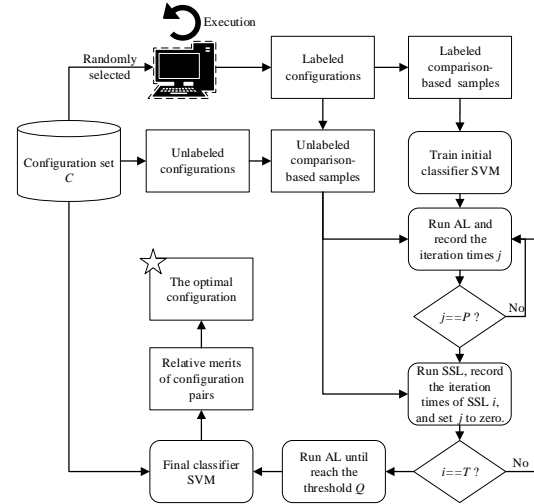 Execution
Randomly
selected
Labeled
configurations
Labeled
comparison-based
samples
Configuration set
C
Unlabeled
configurations
Unlabeled
comparison-based
samples
Train initial
classifier SVM
Run AL and
record the
iteration times j
The optimal
configuration
j==P ?
No
Relative merits
of configuration
pairs
Run SSL, record
the iteration
times of SSL i,
and set j to zero.
Final classifier
SVM
Run AL until
reach the
threshold Q
i==T ?
No